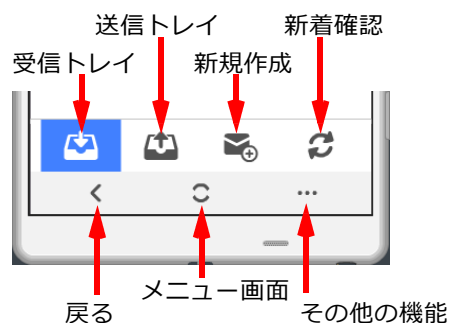 送信トレイ
新着確認
受信トレイ
新規作成
メニュー画面
戻る
その他の機能